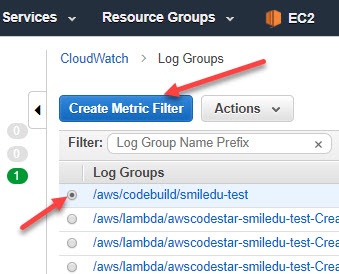 Services Resource Groups EC2
CloudWatch > Log Groups
Create Metric Filter Actions
0
Filter: Log Group Name Prefix ×
0
1 Log Groups
/aws/codebuild/smiledu-test
/aws/lambda/awscodestar-smiledu-test-Crea
/aws/lambda/awscodestar-smiledu-test-Crea
/aws/lambda/awscodestar-smiledu-test-Crea